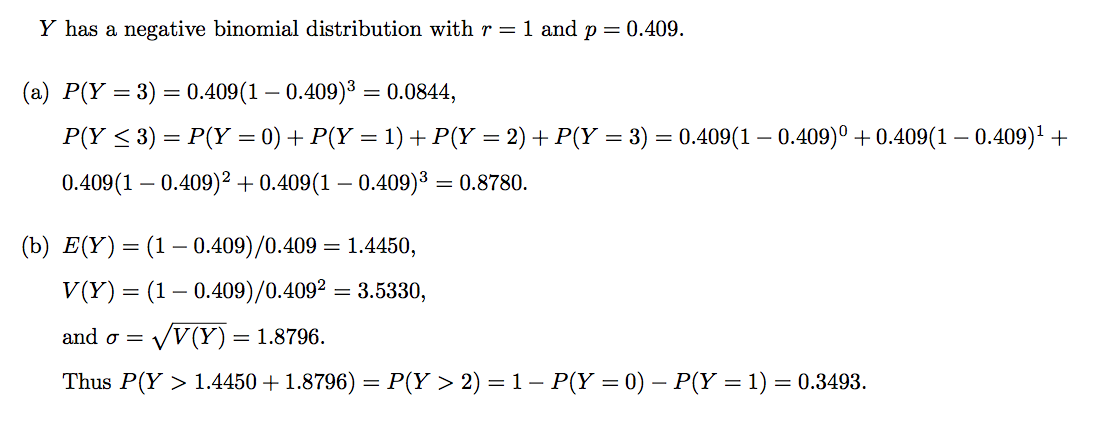 Y has a negative binomial distribution with r = 1 and p = 0.409.
(a) P(Y = 3) = 0.409(1 − 0.409)³ = 0.0844,
P(Y ≤ 3) = P(Y = 0) + P(Y = 1) + P(Y = 2) + P(Y = 3) = 0.409(1 − 0.409)⁰ + 0.409(1 − 0.409)¹ +
0.409(1 − 0.409)² + 0.409(1 − 0.409)³ = 0.8780.
(b) E(Y) = (1 − 0.409)/0.409 = 1.4450,
V(Y) = (1 − 0.409)/0.409² = 3.5330,
and σ = √V(Y) = 1.8796.
Thus P(Y > 1.4450 + 1.8796) = P(Y > 2) = 1 − P(Y = 0) − P(Y = 1) = 0.3493.